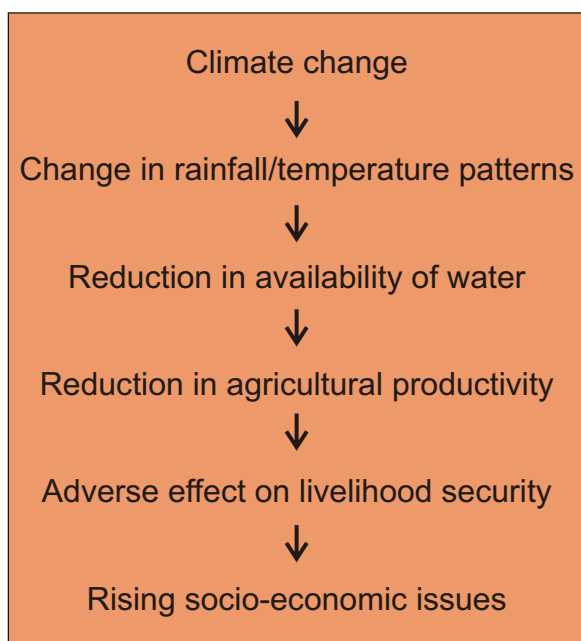 Climate change
Change in rainfall/temperature patterns
Reduction in availability of water
Reduction in agricultural productivity
Adverse effect on livelihood security
Rising socio-economic issues